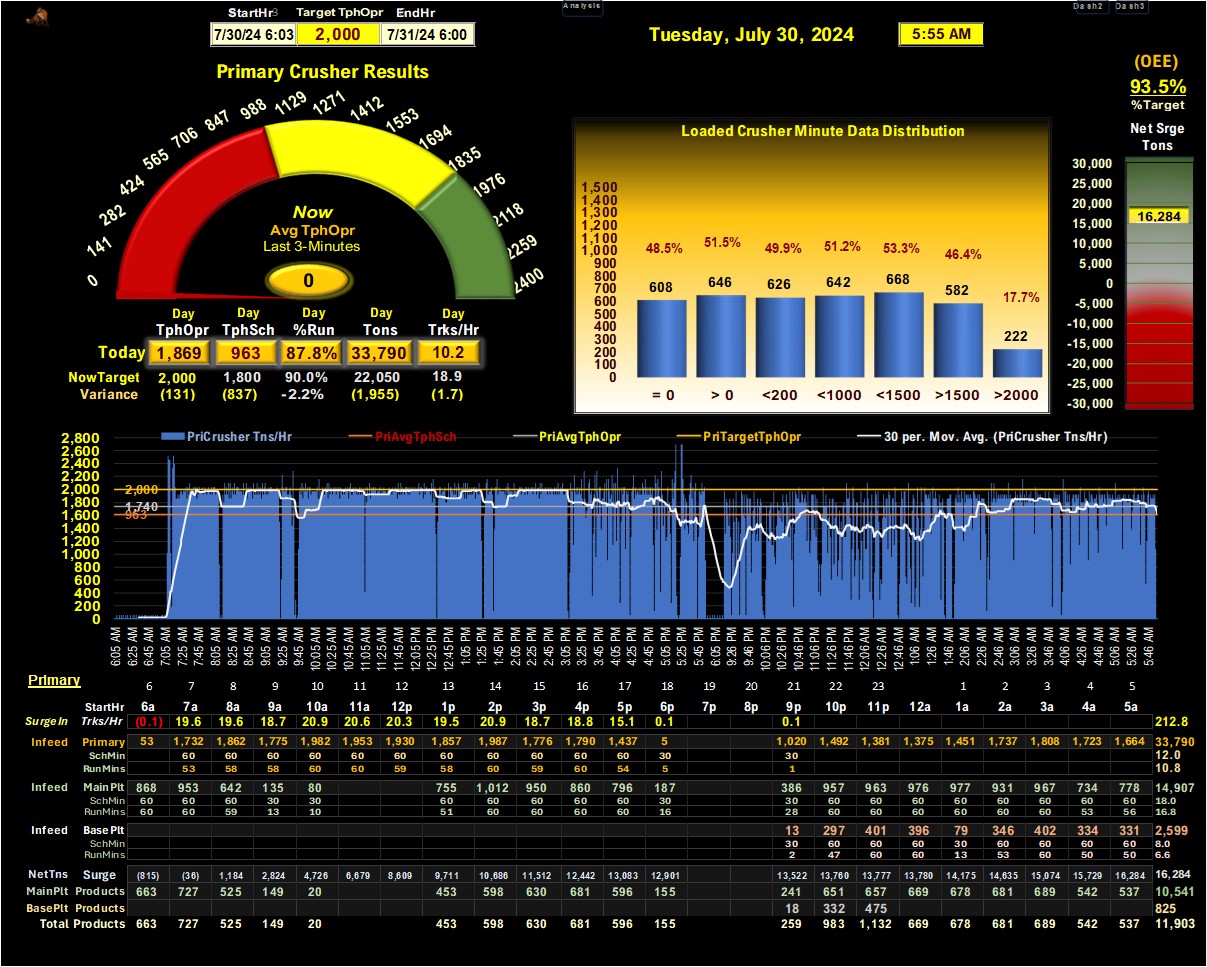 Analysis
Dash2 Dash3
StartHr3 Target TphOpr EndHr
7/30/24 6:03 2,000 7/31/24 6:00
Tuesday, July 30, 2024 5:55 AM
(OEE)
93.5%
%Target
Primary Crusher Results
0 141 282 424 565 706 847 988 1129 1271 1412 1553 1694 1835 1976 2118 2259 2400
Now
Avg TphOpr
Last 3-Minutes
0
Day Day Day Day Day
TphOpr TphSch %Run Tons Trks/Hr
Today 1,869 963 87.8% 33,790 10.2
NowTarget 2,000 1,800 90.0% 22,050 18.9
Variance (131) (837) -2.2% (1,955) (1.7)
Loaded Crusher Minute Data Distribution
1,500
1,400
1,300
1,200
1,100
1,000
900
800
700
600
500
400
300
200
100
0
48.5% 51.5% 49.9% 51.2% 53.3% 46.4% 17.7%
608 646 626 642 668 582 222
= 0 > 0 <200 <1000 <1500 >1500 >2000
Net Srge
Tons
30,000
25,000
20,000
16,284
15,000
10,000
5,000
0
-5,000
-10,000
-15,000
-20,000
-25,000
-30,000
PriCrusher Tns/Hr PriAvgTphSch PriAvgTphOpr PriTargetTphOpr 30 per. Mov. Avg. (PriCrusher Tns/Hr)
2,800
2,600
2,400
2,200
2,000
1,800
1,600
1,400
1,200
1,000
800
600
400
200
0
2,000
1,740
963
6:05 AM 6:25 AM 6:45 AM 7:05 AM 7:25 AM 7:45 AM 8:05 AM 8:25 AM 8:45 AM 9:05 AM 9:25 AM 9:45 AM 10:05 AM 10:25 AM 10:45 AM 11:05 AM 11:25 AM 11:45 AM 12:05 PM 12:25 PM 12:45 PM 1:05 PM 1:25 PM 1:45 PM 2:05 PM 2:25 PM 2:45 PM 3:05 PM 3:25 PM 3:45 PM 4:05 PM 4:25 PM 4:45 PM 5:05 PM 5:25 PM 5:45 PM 6:05 PM 9:26 PM 9:46 PM 10:06 PM 10:26 PM 10:46 PM 11:06 PM 11:26 PM 11:46 PM 12:06 AM 12:26 AM 12:46 AM 1:06 AM 1:26 AM 1:46 AM 2:06 AM 2:26 AM 2:46 AM 3:06 AM 3:26 AM 3:46 AM 4:06 AM 4:26 AM 4:46 AM 5:06 AM 5:26 AM 5:46 AM
Primary 6 7 8 9 10 11 12 13 14 15 16 17 18 19 20 21 22 23 1 2 3 4 5
StartHr 6a 7a 8a 9a 10a 11a 12p 1p 2p 3p 4p 5p 6p 7p 8p 9p 10p 11p 12a 1a 2a 3a 4a 5a
Surge In Trks/Hr (0.1) 19.6 19.6 18.7 20.9 20.6 20.3 19.5 20.9 18.7 18.8 15.1 0.1 0.1 212.8
Infeed Primary 53 1,732 1,862 1,775 1,982 1,953 1,930 1,857 1,987 1,776 1,790 1,437 5 1,020 1,492 1,381 1,375 1,451 1,737 1,808 1,723 1,664 33,790
SchMin 60 60 60 60 60 60 60 60 60 60 60 30 30 12.0
RunMins 53 58 58 60 60 59 58 60 59 60 54 5 1 10.8
Infeed Main Plt 868 953 642 135 80 755 1,012 950 860 796 187 386 957 963 976 977 931 967 734 778 14,907
SchMin 60 60 60 30 30 60 60 60 60 60 30 30 60 60 60 60 60 60 60 60 18.0
RunMins 60 60 59 13 10 51 60 60 60 60 16 28 60 60 60 60 60 60 53 56 16.8
Infeed Base Plt 13 297 401 396 79 346 402 334 331 2,599
SchMin 30 60 60 60 30 60 60 60 60 8.0
RunMins 2 47 60 60 13 53 60 50 50 6.6
NetTns Surge (815) (36) 1,184 2,824 4,726 6,679 8,609 9,711 10,686 11,512 12,442 13,083 12,901 13,522 13,760 13,777 13,780 14,175 14,635 15,074 15,729 16,284 16,284
MainPlt Products 663 727 525 149 20 453 598 630 681 596 155 241 651 657 669 678 681 689 542 537 10,541
BasePlt Products 18 332 475 825
Total Products 663 727 525 149 20 453 598 630 681 596 155 259 983 1,132 669 678 681 689 542 537 11,903